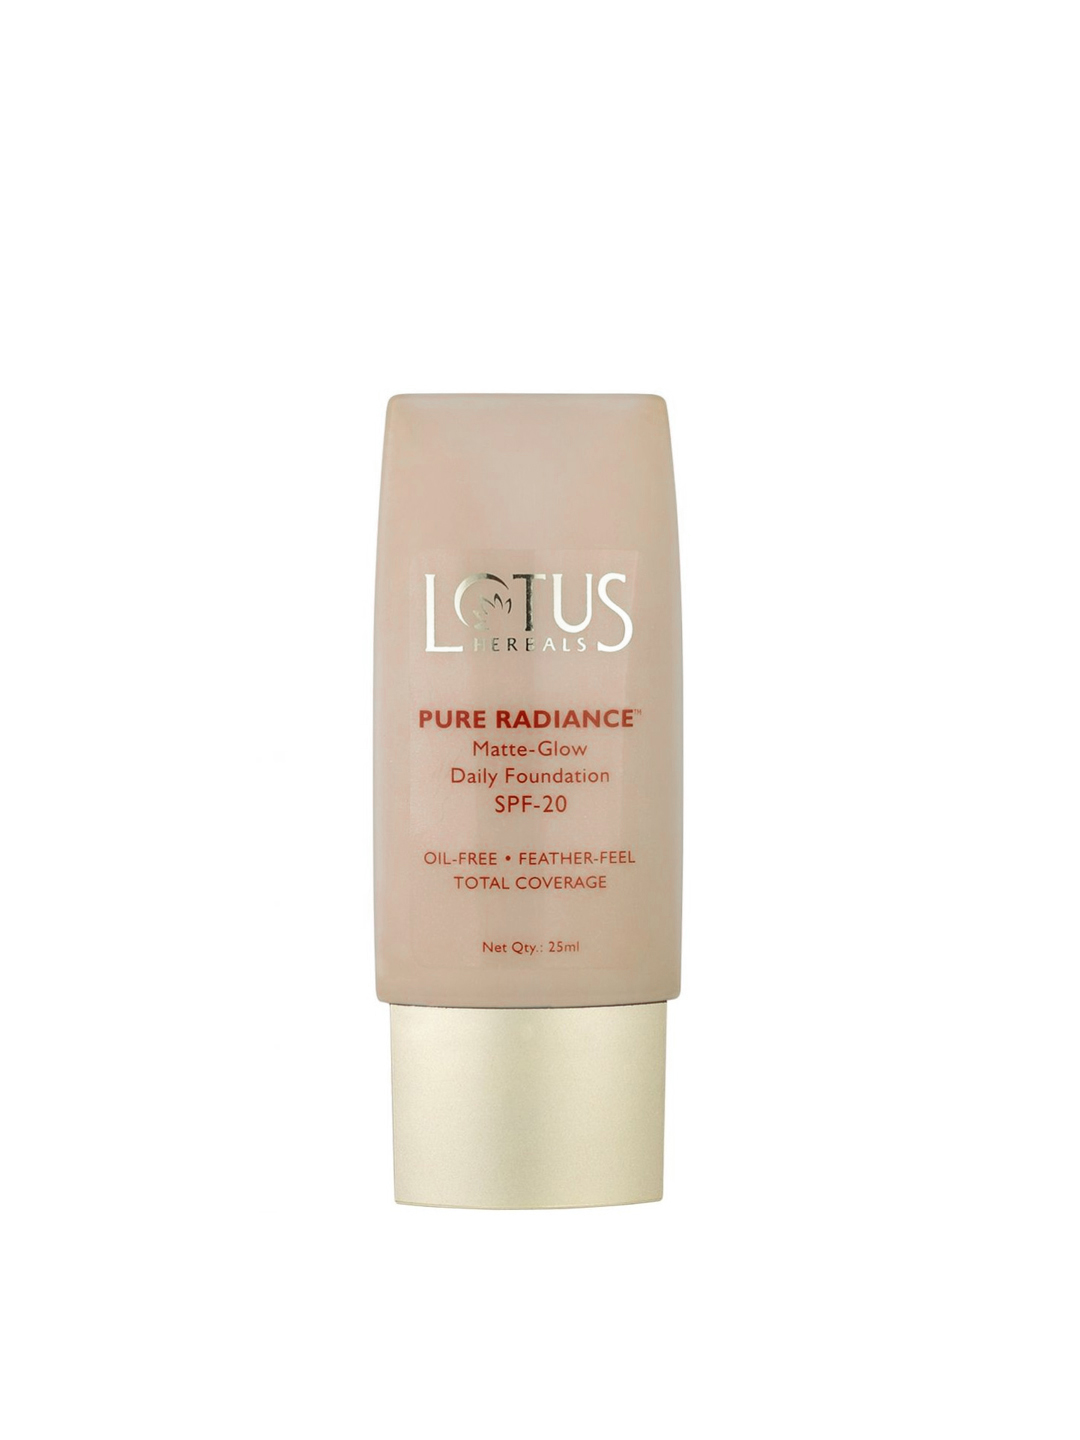 LOTUS
HERBALS
PURE RADIANCE™
Matte-Glow
Daily Foundation
SPF-20
OIL-FREE • FEATHER-FEEL
TOTAL COVERAGE
Net Qty.: 25ml